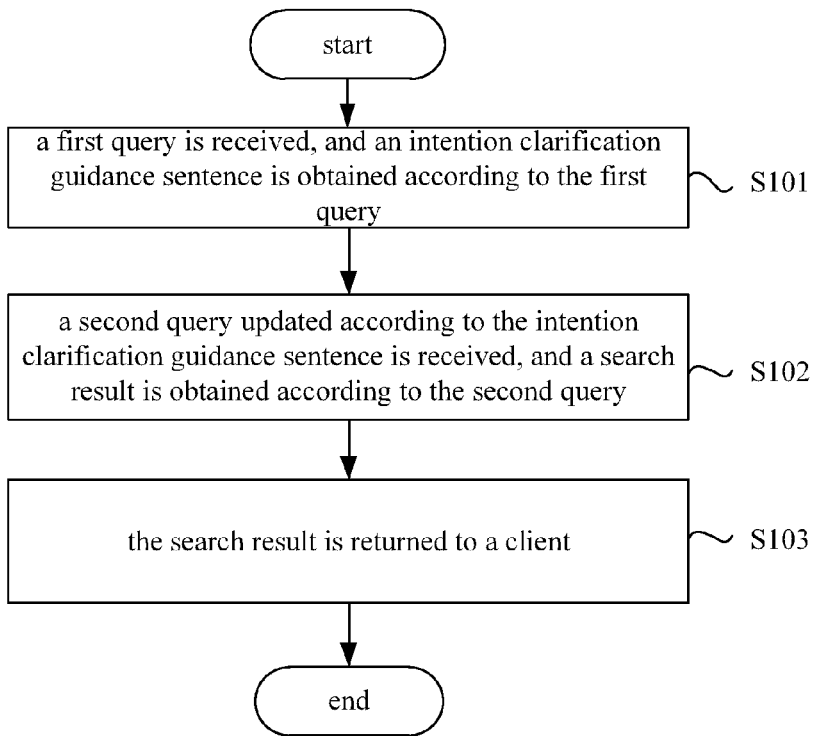 start
a first query is received, and an intention clarification
guidance sentence is obtained according to the first
query
S101
a second query updated according to the intention
clarification guidance sentence is received, and a search
result is obtained according to the second query
S102
the search result is returned to a client
S103
end